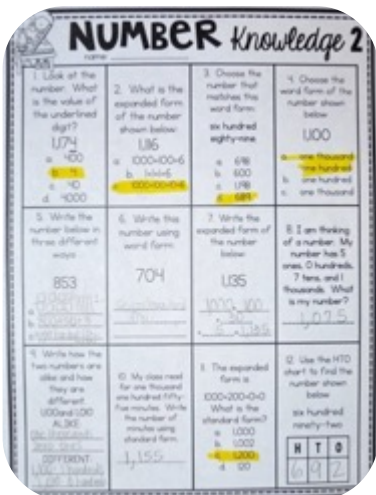 NUMBER Knowledge 2
name:
1. Look at the
number. What
is the value of
the underlined
digit?
1,174
a. 400
b. 4
c. 40
d. 4000
2. What is the
expanded form
of the number
shown below
1,116
a. 1000+100+6
b. 1+1+1+6
c. 1000+100+10+6
3. Choose the
number that
matches this
word form:
six hundred
eighty-nine
a. 698
b. 600
c. 1,198
d. 689
4. Choose the
word form of the
number shown
below
1,100
a. one thousand
one hundred
b. one hundred
c. one thousand
5. Write the
number below in
three different
ways
853
6. Write this
number using
word form:
704
7. Write the
expanded form of
the number
below
1,135
1000 100
30
5 1,135
8. I am thinking
of a number. My
number has 5
ones, 0 hundreds,
7 tens, and 1
thousands. What
is my number?
1,075
9. Write how the
two numbers are
alike and how
they are
different.
1,100 and 1,010
ALIKE:
DIFFERENT:
10. My class read
for one thousand
one hundred fifty-
five minutes. Write
the number of
minutes using
standard form.
1,155
11. The expanded
form is
1000+200+0+0
What is the
standard form?
a. 1,000
b. 1,002
c. 1,200
d. 120
12. Use the HTO
chart to find the
number shown
below
six hundred
ninety-two
H T O
6 9 2